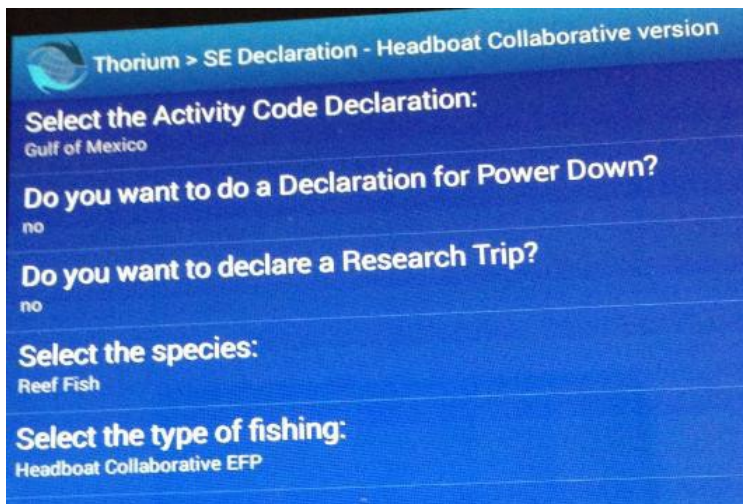 Thorium > SE Declaration - Headboat Collaborative version
Select the Activity Code Declaration:
Gulf of Mexico
Do you want to do a Declaration for Power Down?
no
Do you want to declare a Research Trip?
no
Select the species:
Reef Fish
Select the type of fishing:
Headboat Collaborative EFP